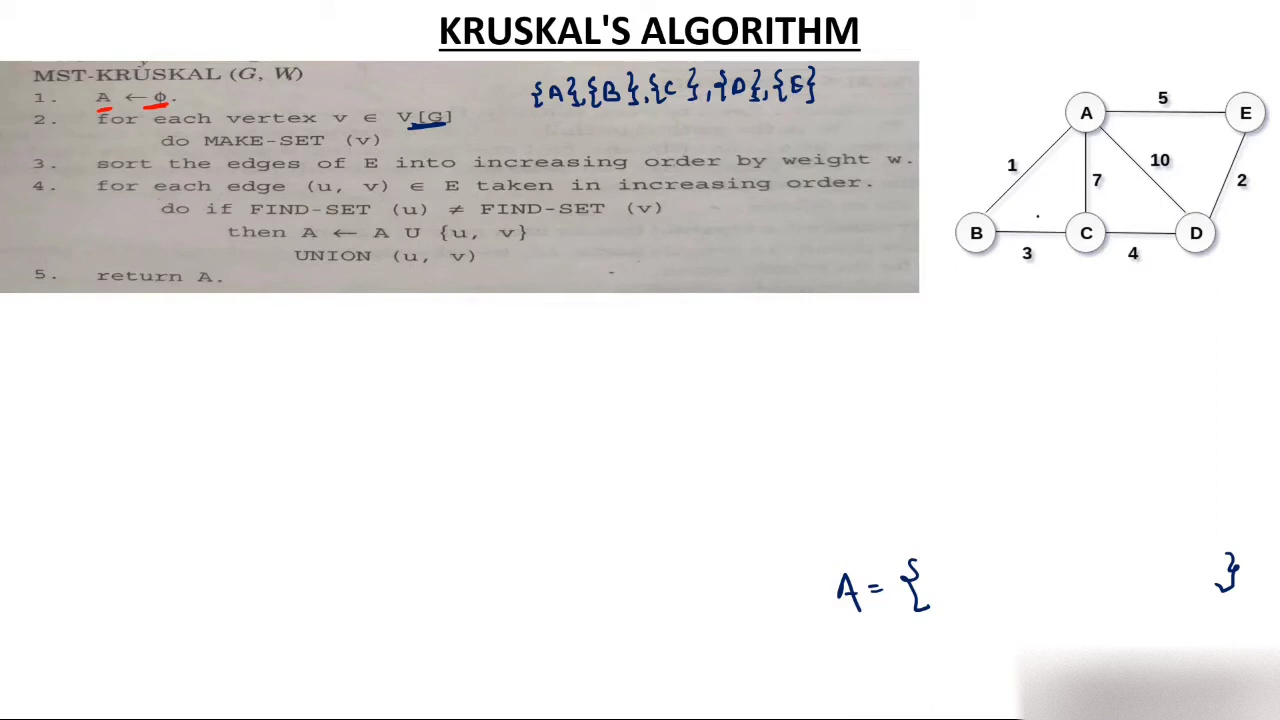 KRUSKAL'S ALGORITHM
MST-KRUSKAL (G, W)
1. A ← ϕ.
{A},{B},{C},{D},{E}
2. for each vertex v ∈ V[G]
do MAKE-SET (v)
3. sort the edges of E into increasing order by weight w.
4. for each edge (u, v) ∈ E taken in increasing order.
do if FIND-SET (u) ≠ FIND-SET (v)
then A ← A U {u, v}
UNION (u, v)
5. return A.
5
A E
1 7 10 2
B C D
3 4
A = { }